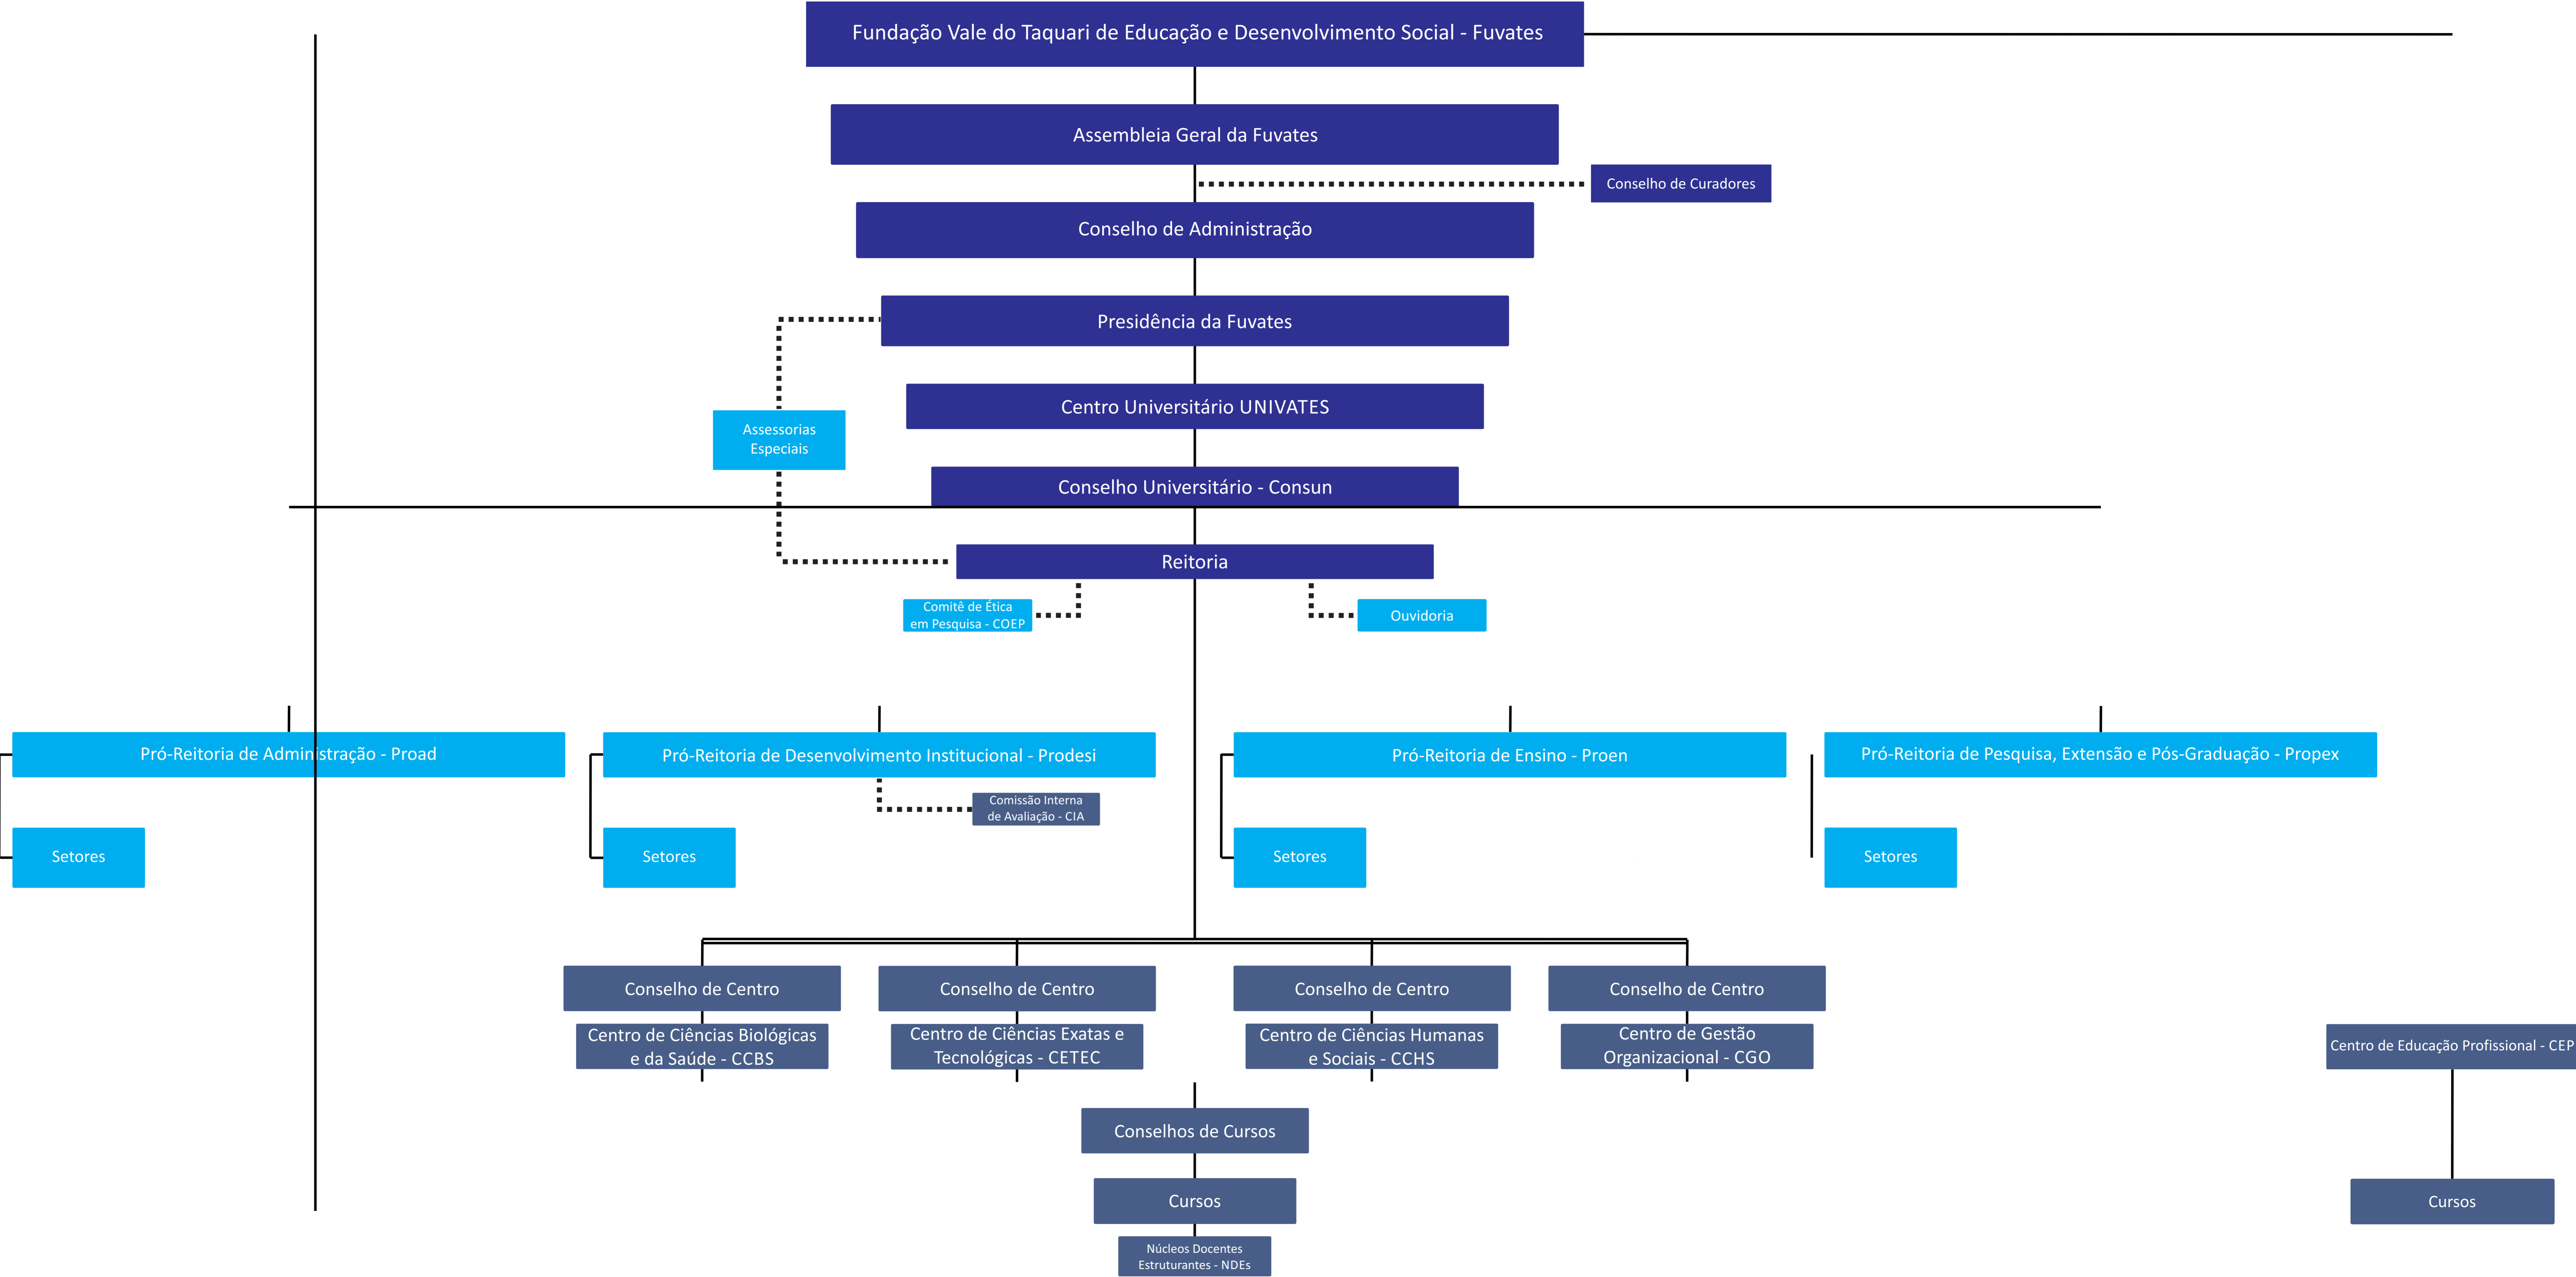 Fundação Vale do Taquari de Educação e Desenvolvimento Social - Fuvates
Assembleia Geral da Fuvates
Conselho de Curadores
Conselho de Administração
Presidência da Fuvates
Centro Universitário UNIVATES
Assessorias
Especiais
Conselho Universitário - Consun
Reitoria
Comitê de Ética
em Pesquisa - COEP
Ouvidoria
Pró-Reitoria de Administração - Proad
Pró-Reitoria de Desenvolvimento Institucional - Prodesi
Pró-Reitoria de Ensino - Proen
Pró-Reitoria de Pesquisa, Extensão e Pós-Graduação - Propex
Comissão Interna
de Avaliação - CIA
Setores
Setores
Setores
Setores
Conselho de Centro
Conselho de Centro
Conselho de Centro
Conselho de Centro
Centro de Ciências Biológicas
e da Saúde - CCBS
Centro de Ciências Exatas e
Tecnológicas - CETEC
Centro de Ciências Humanas
e Sociais - CCHS
Centro de Gestão
Organizacional - CGO
Centro de Educação Profissional - CEP
Conselhos de Cursos
Cursos
Cursos
Núcleos Docentes
Estruturantes - NDEs